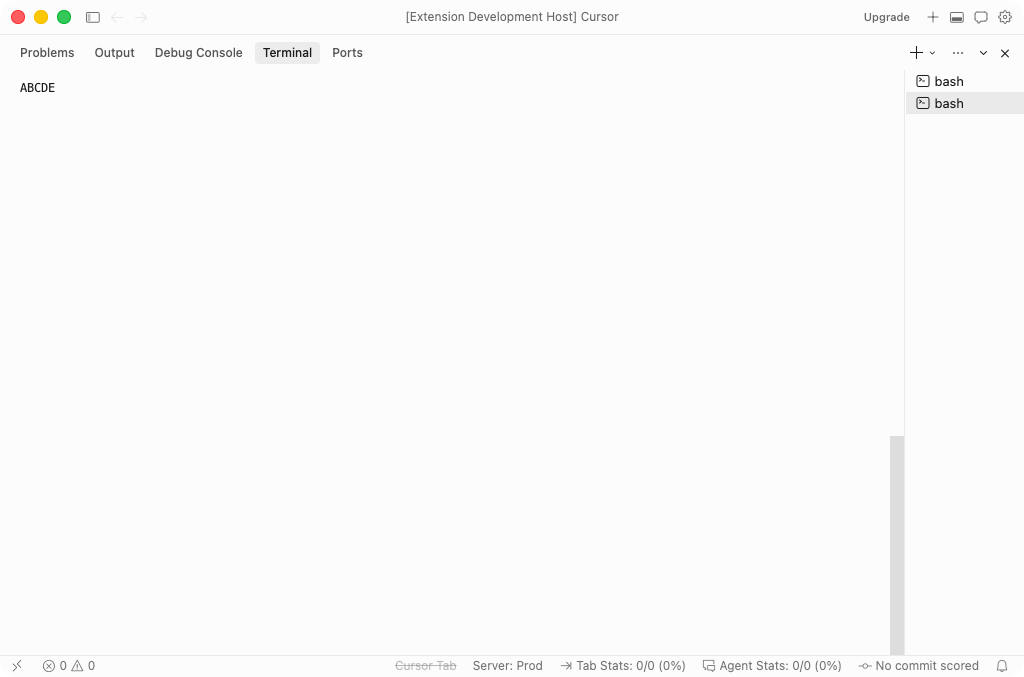 [Extension Development Host] Cursor
Upgrade
Problems
Output
Debug Console
Terminal
Ports
ABCDE
bash
bash
0
0
Cursor Tab
Server: Prod
Tab Stats: 0/0 (0%)
Agent Stats: 0/0 (0%)
No commit scored